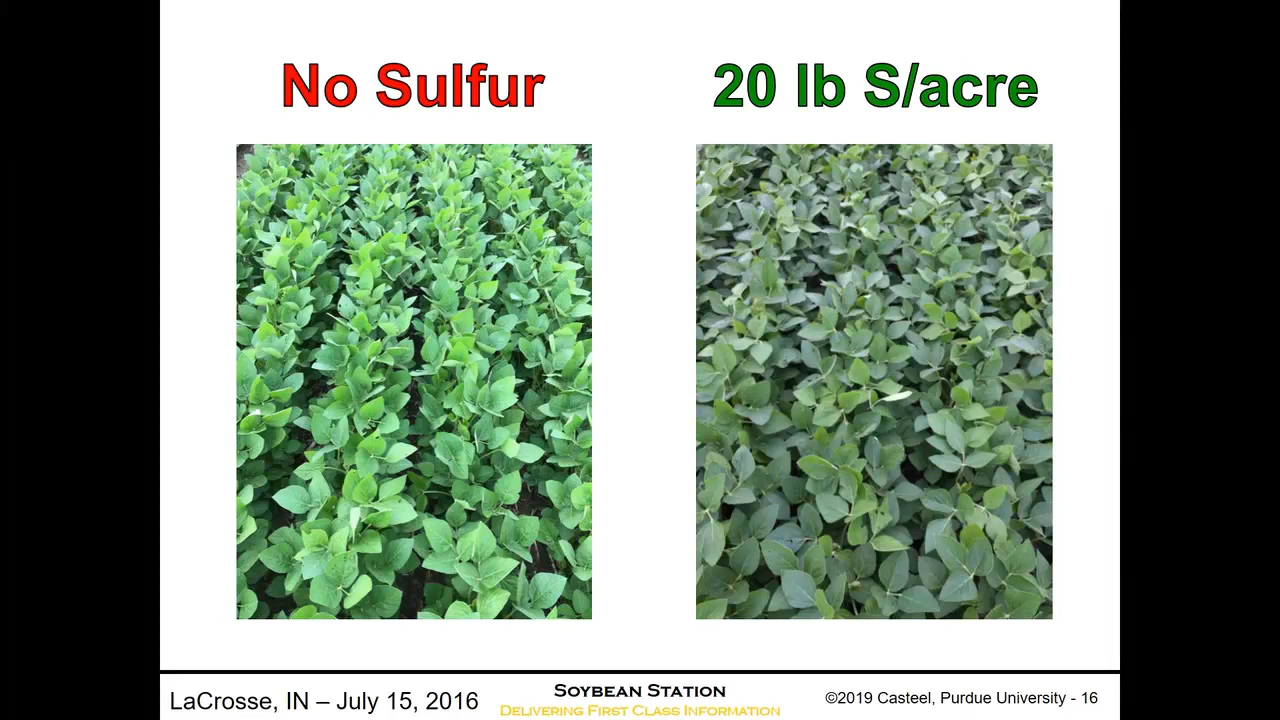 No Sulfur
20 lb S/acre
LaCrosse, IN – July 15, 2016
Soybean Station
Delivering First Class Information
©2019 Casteel, Purdue University - 16